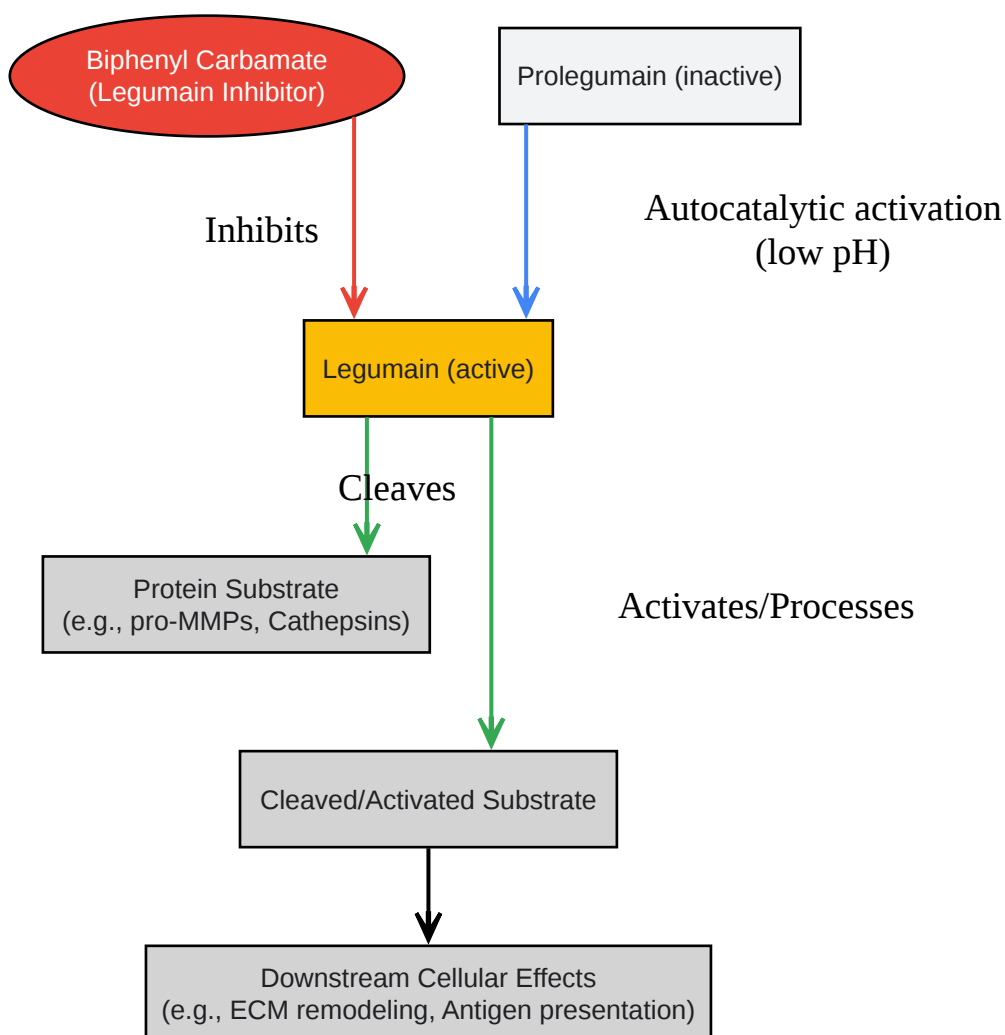 Biphenyl Carbamate
(Legumain Inhibitor)
Prolegumain (inactive)
Inhibits
Autocatalytic activation
(low pH)
Legumain (active)
Cleaves
Protein Substrate
(e.g., pro-MMPs, Cathepsins)
Activates/Processes
Cleaved/Activated Substrate
Downstream Cellular Effects
(e.g., ECM remodeling, Antigen presentation)